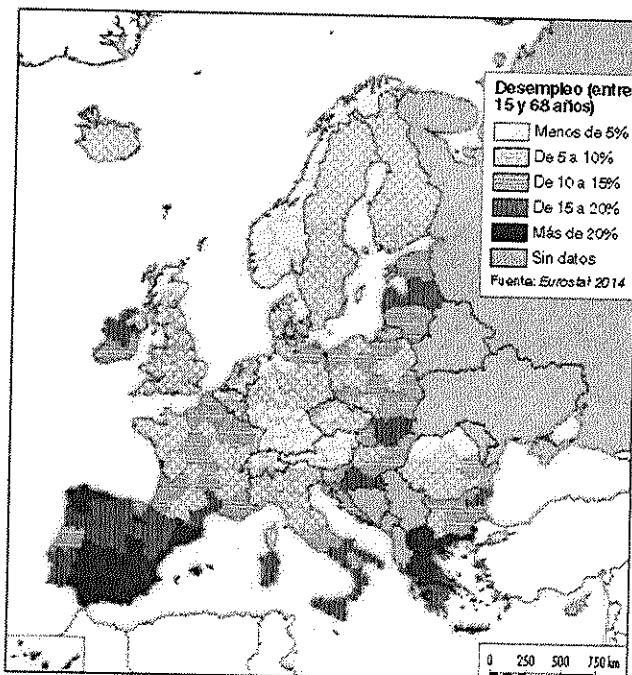 Desempleo (entre
15 y 68 años)
Menos de 5%
De 5 a 10%
De 10 a 15%
De 15 a 20%
Más de 20%
Sin datos
Fuente: Eurostat 2014
0 250 500 750 km